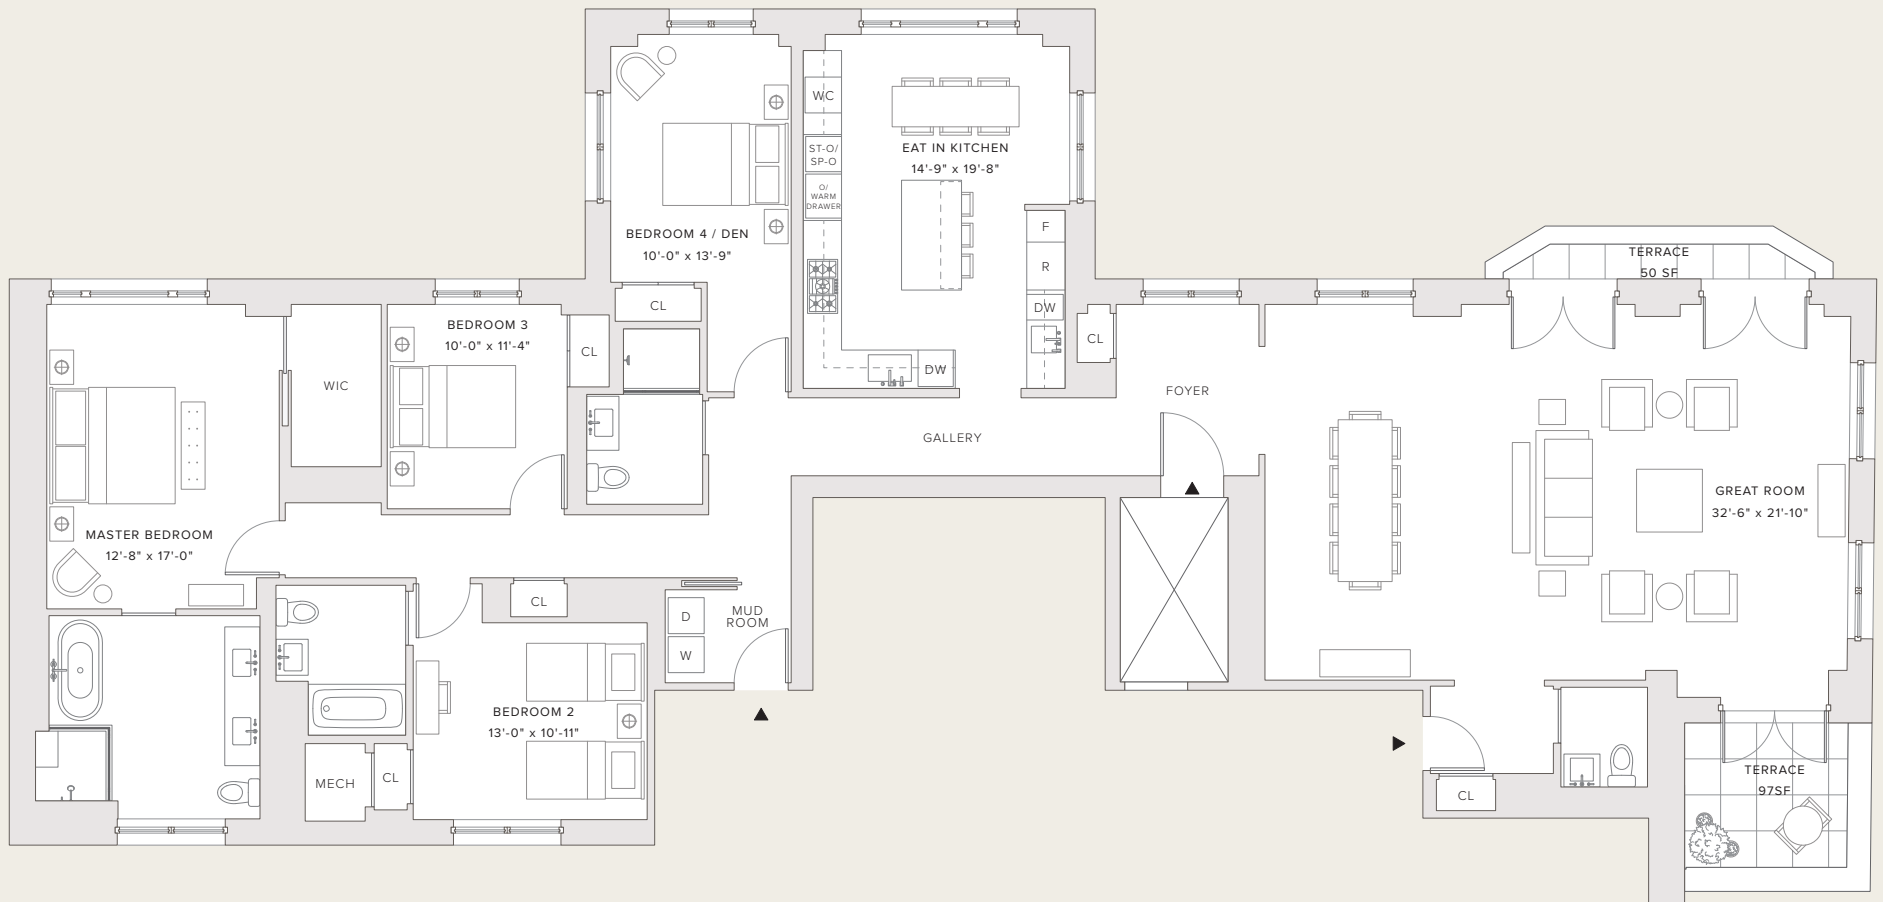 WC
ST-O/
SP-O
O/
WARM
DRAWER
EAT IN KITCHEN
14'-9" x 19'-8"
BEDROOM 4 / DEN
10'-0" x 13'-9"
CL
F
R
DW
DW
CL
TERRACE
50 SF
BEDROOM 3
10'-0" x 11'-4"
CL
WIC
FOYER
GALLERY
GREAT ROOM
32'-6" x 21'-10"
MASTER BEDROOM
12'-8" x 17'-0"
CL
D
W
MUD
ROOM
BEDROOM 2
13'-0" x 10'-11"
MECH
CL
CL
TERRACE
97SF